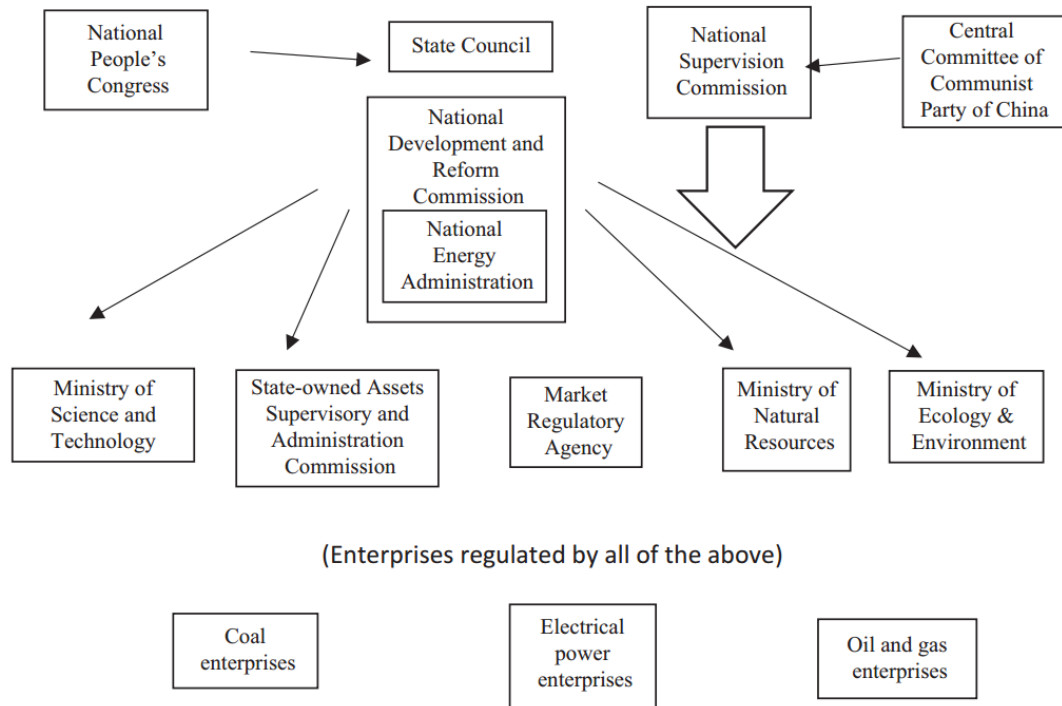 National
People's
Congress
State Council
National
Supervision
Commission
Central
Committee of
Communist
Party of China
National
Development and
Reform
Commission
National
Energy
Administration
Ministry of
Science and
Technology
State-owned Assets
Supervisory and
Administration
Commission
Market
Regulatory
Agency
Ministry of
Natural
Resources
Ministry of
Ecology &
Environment
(Enterprises regulated by all of the above)
Coal
enterprises
Electrical
power
enterprises
Oil and gas
enterprises